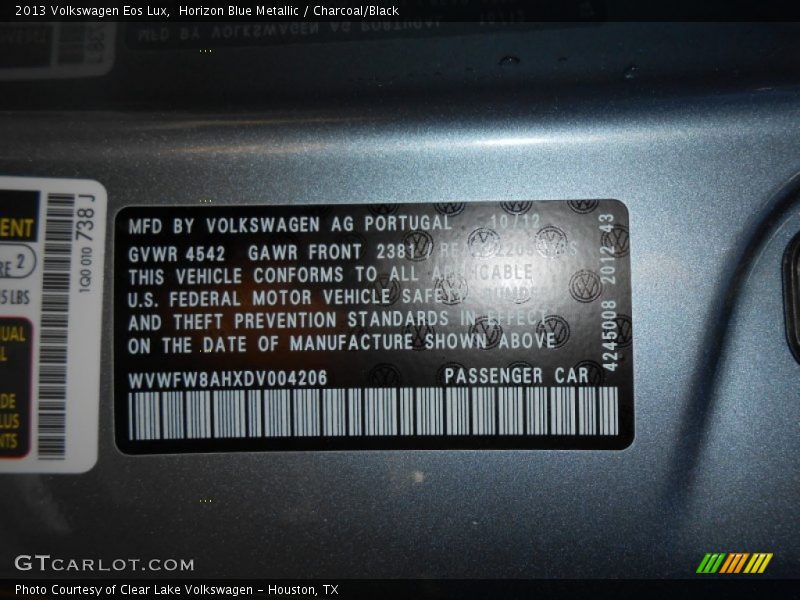 2013 Volkswagen Eos Lux, Horizon Blue Metallic / Charcoal/Black
MFD BY VOLKSWAGEN AG PORTUGAL 10/12
GVWR 4542 GAWR FRONT 2381
THIS VEHICLE CONFORMS TO ALL APPLICABLE
U.S. FEDERAL MOTOR VEHICLE SAFETY BUMPER
AND THEFT PREVENTION STANDARDS IN EFFECT
ON THE DATE OF MANUFACTURE SHOWN ABOVE
WVWFW8AHXDV004206 PASSENGER CAR
4245008 2012 43
1Q0 010 738 J
GTCARLOT.COM
Photo Courtesy of Clear Lake Volkswagen - Houston, TX